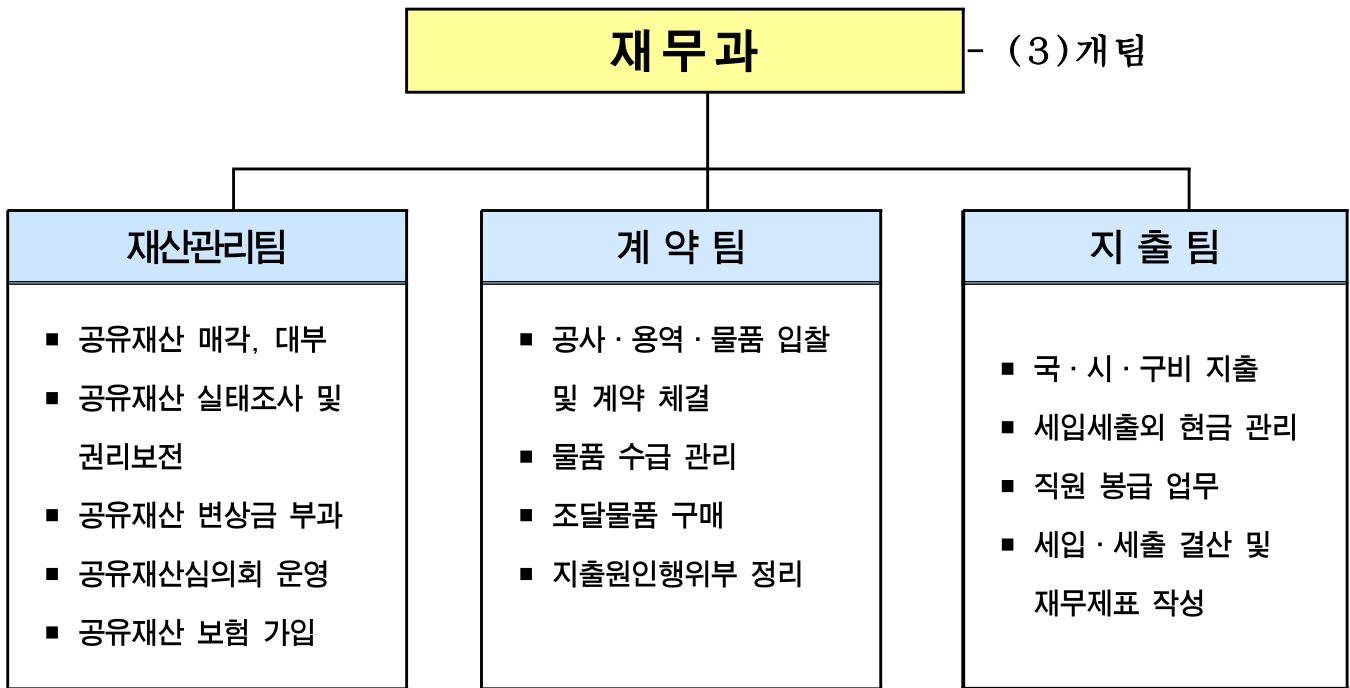 재무과 - (3)개팀
재산관리팀
■ 공유재산 매각, 대부
■ 공유재산 실태조사 및
권리보전
■ 공유재산 변상금 부과
■ 공유재산심의회 운영
■ 공유재산 보험 가입
계 약 팀
■ 공사·용역·물품 입찰
및 계약 체결
■ 물품 수급 관리
■ 조달물품 구매
■ 지출원인행위부 정리
지 출 팀
■ 국·시·구비 지출
■ 세입세출외 현금 관리
■ 직원 봉급 업무
■ 세입·세출 결산 및
재무제표 작성